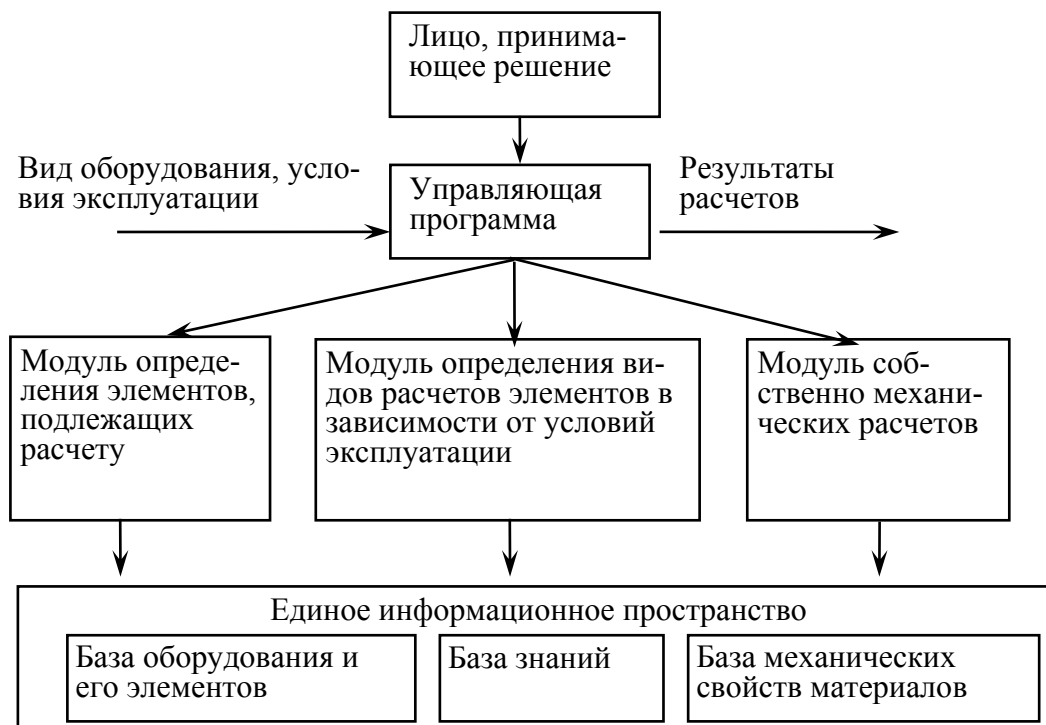 Лицо, принима-
ющее решение
Вид оборудования, усло-
вия эксплуатации
Управляющая
программа
Результаты
расчетов
Модуль опреде-
ления элементов,
подлежащих
расчету
Модуль определения ви-
дов расчетов элементов в
зависимости от условий
эксплуатации
Модуль соб-
ственно механи-
ческих расчетов
Единое информационное пространство
База оборудования и
его элементов
База знаний
База механических
свойств материалов